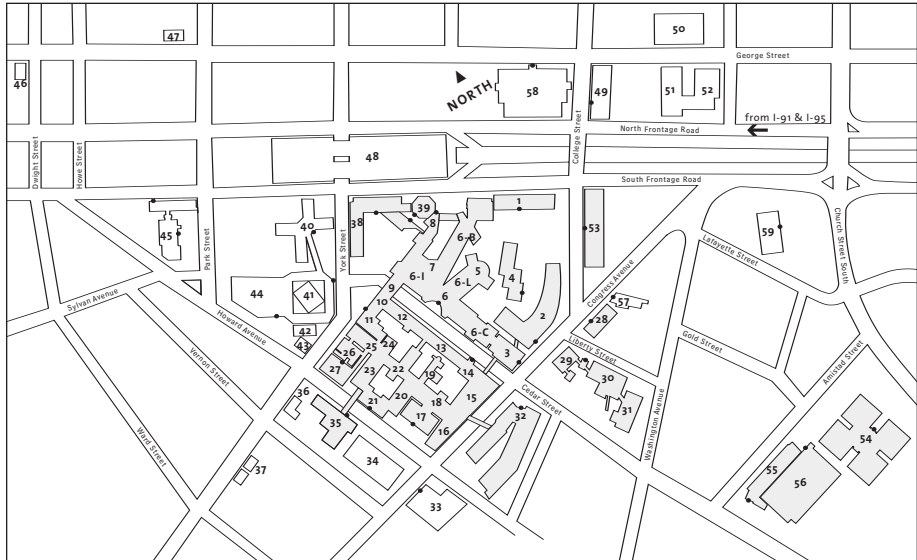 47
50
George Street
46
58
49
51
52
NORTH
from I-91 & I-95
North Frontage Road
College Street
48
South Frontage Road
Dwight Street
Howe Street
1
39
38
8
53
40
6-B
59
45
Park Street
York Street
Church Street South
Lafayette Street
7
6-I
5
4
6-L
Congress Avenue
9
44
41
6
57
10
2
Sylvan Avenue
Howard Avenue
11
12
28
42
6-C
Gold Street
43
25
24
13
3
Liberty Street
26
Vernon Street
29
27
23
22
19
14
30
Amistad Street
36
21
20
18
15
Cedar Street
31
Washington Avenue
17
32
35
16
54
Ward Street
34
37
55
56
33